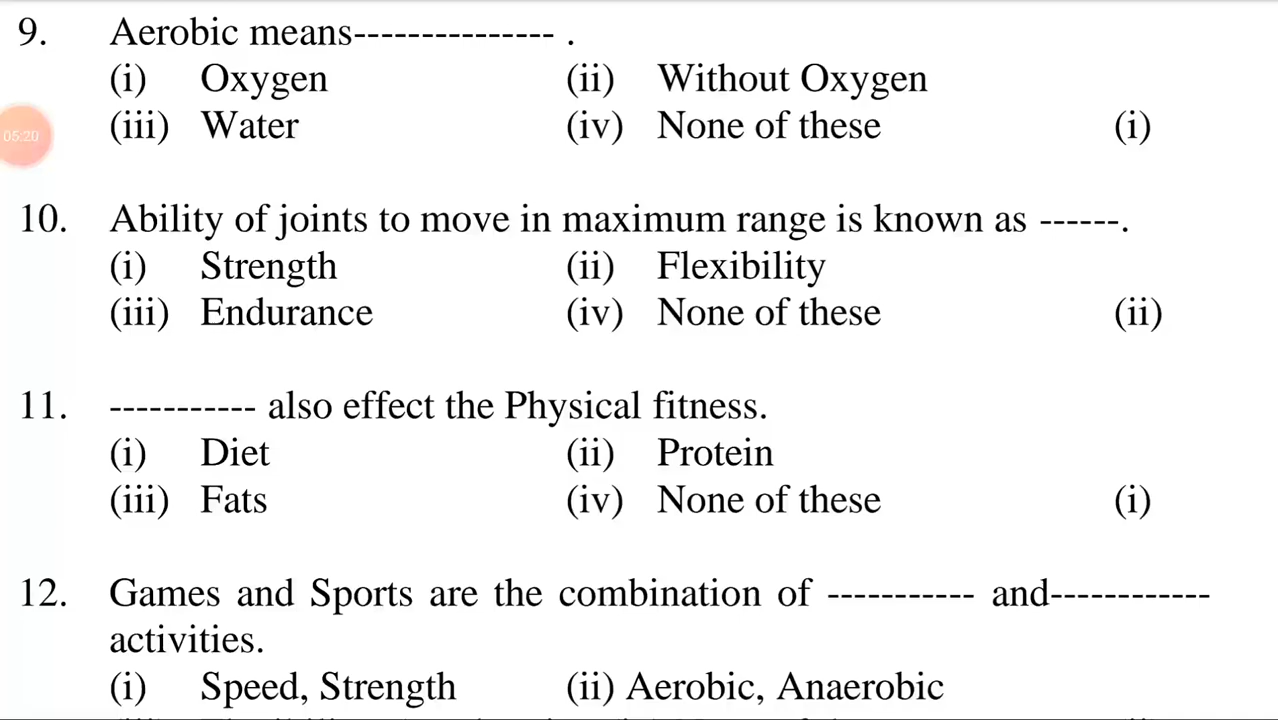 9. Aerobic means--------------- .
(i) Oxygen (ii) Without Oxygen
05:20
(iii) Water (iv) None of these (i)
10. Ability of joints to move in maximum range is known as ------.
(i) Strength (ii) Flexibility
(iii) Endurance (iv) None of these (ii)
11. ----------- also effect the Physical fitness.
(i) Diet (ii) Protein
(iii) Fats (iv) None of these (i)
12. Games and Sports are the combination of ----------- and------------
activities.
(i) Speed, Strength (ii) Aerobic, Anaerobic